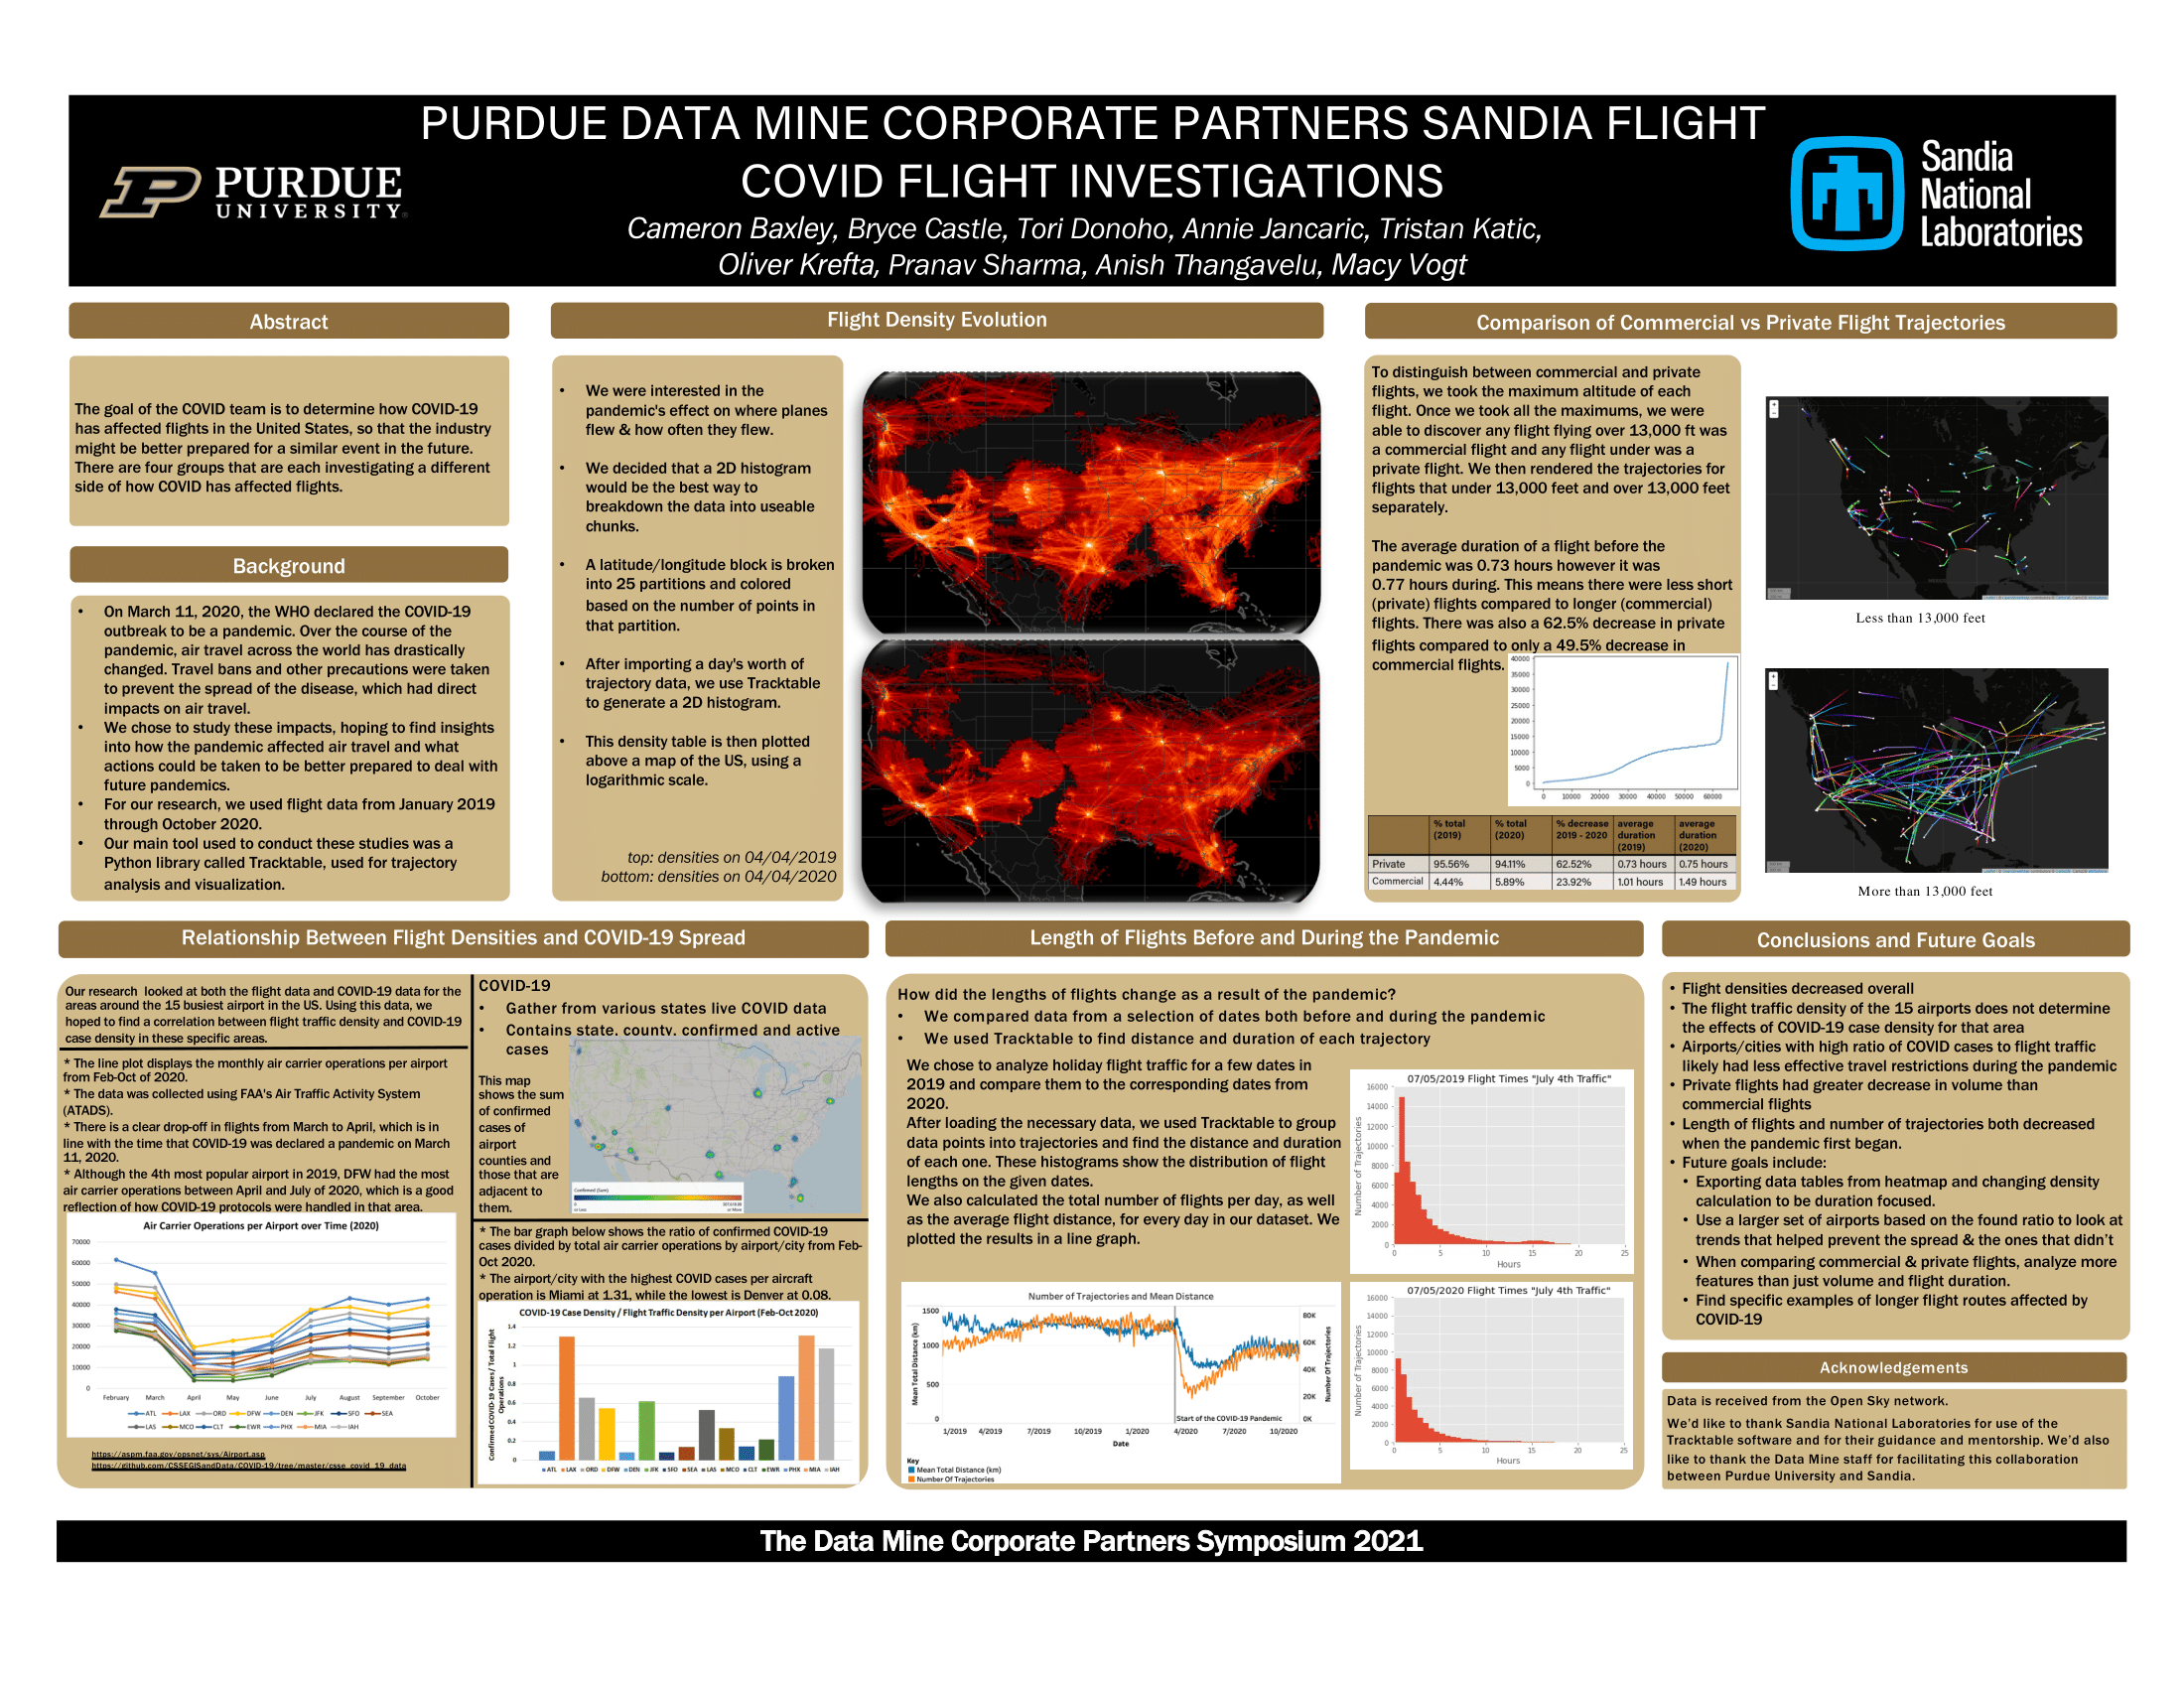 PURDUE DATA MINE CORPORATE PARTNERS SANDIA FLIGHT
COVID FLIGHT INVESTIGATIONS
Cameron Baxley, Bryce Castle, Tori Donoho, Annie Jancaric, Tristan Katic,
Oliver Krefta, Pranav Sharma, Anish Thangavelu, Macy Vogt
PURDUE
UNIVERSITY
Sandia
National
Laboratories
Abstract
The goal of the COVID team is to determine how COVID-19
has affected flights in the United States, so that the industry
might be better prepared for a similar event in the future.
There are four groups that are each investigating a different
side of how COVID has affected flights.
Background
• On March 11, 2020, the WHO declared the COVID-19
outbreak to be a pandemic. Over the course of the
pandemic, air travel across the world has drastically
changed. Travel bans and other precautions were taken
to prevent the spread of the disease, which had direct
impacts on air travel.
• We chose to study these impacts, hoping to find insights
into how the pandemic affected air travel and what
actions could be taken to be better prepared to deal with
future pandemics.
• For our research, we used flight data from January 2019
through October 2020.
• Our main tool used to conduct these studies was a
Python library called Tracktable, used for trajectory
analysis and visualization.
Flight Density Evolution
• We were interested in the
pandemic's effect on where planes
flew & how often they flew.
• We decided that a 2D histogram
would be the best way to
breakdown the data into useable
chunks.
• A latitude/longitude block is broken
into 25 partitions and colored
based on the number of points in
that partition.
• After importing a day's worth of
trajectory data, we use Tracktable
to generate a 2D histogram.
• This density table is then plotted
above a map of the US, using a
logarithmic scale.
top: densities on 04/04/2019
bottom: densities on 04/04/2020
Comparison of Commercial vs Private Flight Trajectories
To distinguish between commercial and private
flights, we took the maximum altitude of each
flight. Once we took all the maximums, we were
able to discover any flight flying over 13,000 ft was
a commercial flight and any flight under was a
private flight. We then rendered the trajectories for
flights that under 13,000 feet and over 13,000 feet
separately.
The average duration of a flight before the
pandemic was 0.73 hours however it was
0.77 hours during. This means there were less short
(private) flights compared to longer (commercial)
flights. There was also a 62.5% decrease in private
flights compared to only a 49.5% decrease in
commercial flights.
40000
35000
30000
25000
20000
15000
10000
5000
0
0 10000 20000 30000 40000 50000 60000
% total (2019) % total (2020) % decrease 2019 - 2020 average duration (2019) average duration (2020)
Private 95.56% 94.11% 62.52% 0.73 hours 0.75 hours
Commercial 4.44% 5.89% 23.92% 1.01 hours 1.49 hours
Less than 13,000 feet
More than 13,000 feet
Relationship Between Flight Densities and COVID-19 Spread
Our research looked at both the flight data and COVID-19 data for the
areas around the 15 busiest airport in the US. Using this data, we
hoped to find a correlation between flight traffic density and COVID-19
case density in these specific areas.
* The line plot displays the monthly air carrier operations per airport
from Feb-Oct of 2020.
* The data was collected using FAA's Air Traffic Activity System
(ATADS).
* There is a clear drop-off in flights from March to April, which is in
line with the time that COVID-19 was declared a pandemic on March
11, 2020.
* Although the 4th most popular airport in 2019, DFW had the most
air carrier operations between April and July of 2020, which is a good
reflection of how COVID-19 protocols were handled in that area.
Air Carrier Operations per Airport over Time (2020)
70000
60000
50000
40000
30000
20000
10000
0
February March April May June July August September October
ATL LAX ORD DFW DEN JFK SFO SEA
LAS MCO CLT EWR PHX MIA IAH
https://aspm.faa.gov/opsnet/sys/Airport.asp
https://github.com/CSSEGISandData/COVID-19/tree/master/csse_covid_19_data
COVID-19
• Gather from various states live COVID data
• Contains state, county, confirmed and active
cases
This map
shows the sum
of confirmed
cases of
airport
counties and
those that are
adjacent to
them.
Confirmed (Sum)
* The bar graph below shows the ratio of confirmed COVID-19
cases divided by total air carrier operations by airport/city from Feb-
Oct 2020.
* The airport/city with the highest COVID cases per aircraft
operation is Miami at 1.31, while the lowest is Denver at 0.08.
COVID-19 Case Density / Flight Traffic Density per Airport (Feb-Oct 2020)
Confirmed COVID-19 Cases / Total Flight
Operations
1.4
1.2
1
0.8
0.6
0.4
0.2
0
ATL LAX ORD DFW DEN JFK SFO SEA LAS MCO CLT EWR PHX MIA IAH
Length of Flights Before and During the Pandemic
How did the lengths of flights change as a result of the pandemic?
• We compared data from a selection of dates both before and during the pandemic
• We used Tracktable to find distance and duration of each trajectory
We chose to analyze holiday flight traffic for a few dates in
2019 and compare them to the corresponding dates from
2020.
After loading the necessary data, we used Tracktable to group
data points into trajectories and find the distance and duration
of each one. These histograms show the distribution of flight
lengths on the given dates.
We also calculated the total number of flights per day, as well
as the average flight distance, for every day in our dataset. We
plotted the results in a line graph.
Number of Trajectories and Mean Distance
Mean Total Distance (km)
1500
1000
500
0
80K
60K
40K
20K
0K
Number Of Trajectories
Start of the COVID-19 Pandemic
1/2019 4/2019 7/2019 10/2019 1/2020 4/2020 7/2020 10/2020
Date
Key
Mean Total Distance (km)
Number Of Trajectories
07/05/2019 Flight Times "July 4th Traffic"
Number of Trajectories
16000
14000
12000
10000
8000
6000
4000
2000
0
0 5 10 15 20 25
Hours
07/05/2020 Flight Times "July 4th Traffic"
Number of Trajectories
16000
14000
12000
10000
8000
6000
4000
2000
0
0 5 10 15 20 25
Hours
Conclusions and Future Goals
• Flight densities decreased overall
• The flight traffic density of the 15 airports does not determine
the effects of COVID-19 case density for that area
• Airports/cities with high ratio of COVID cases to flight traffic
likely had less effective travel restrictions during the pandemic
• Private flights had greater decrease in volume than
commercial flights
• Length of flights and number of trajectories both decreased
when the pandemic first began.
• Future goals include:
• Exporting data tables from heatmap and changing density
calculation to be duration focused.
• Use a larger set of airports based on the found ratio to look at
trends that helped prevent the spread & the ones that didn't
• When comparing commercial & private flights, analyze more
features than just volume and flight duration.
• Find specific examples of longer flight routes affected by
COVID-19
Acknowledgements
Data is received from the Open Sky network.
We'd like to thank Sandia National Laboratories for use of the
Tracktable software and for their guidance and mentorship. We'd also
like to thank the Data Mine staff for facilitating this collaboration
between Purdue University and Sandia.
The Data Mine Corporate Partners Symposium 2021